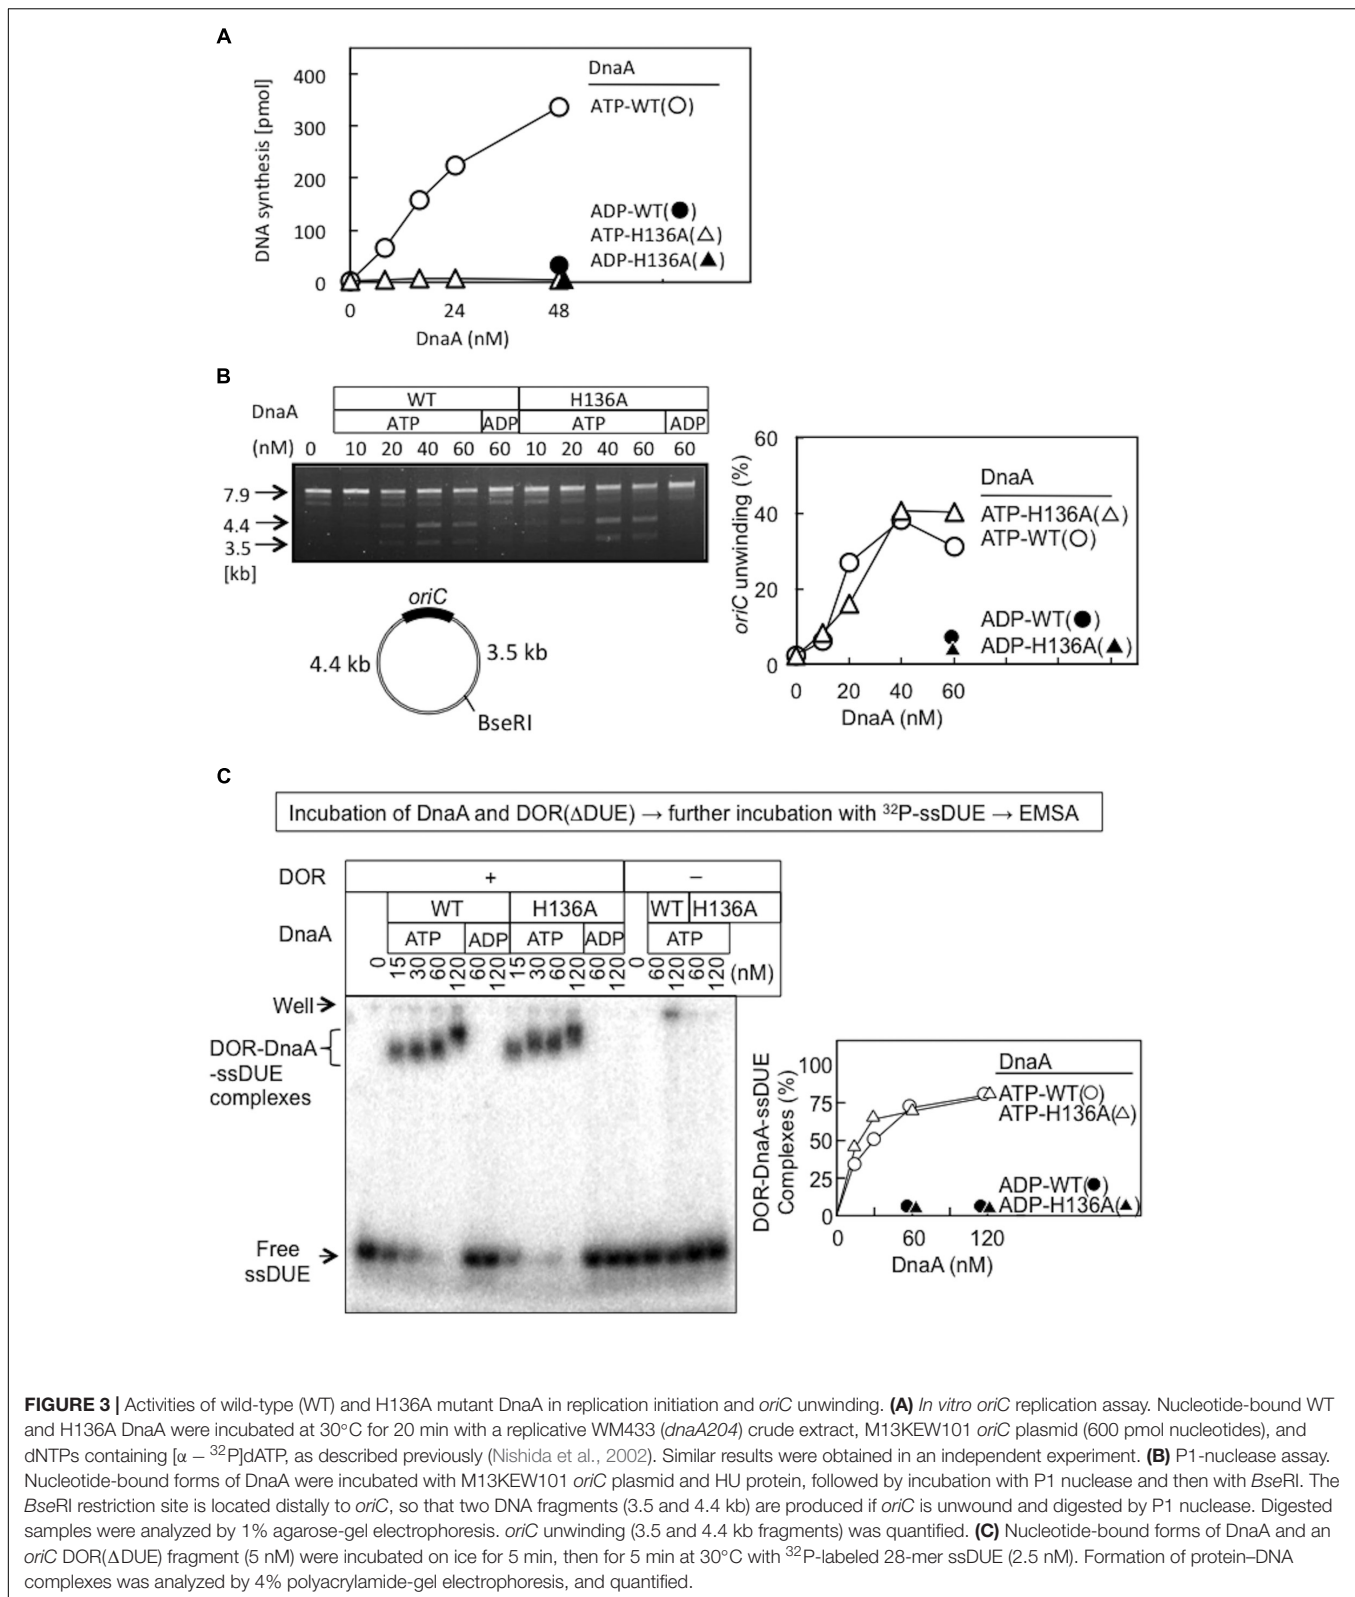 A
DNA synthesis [pmol]
400
300
200
100
0
0 24 48
DnaA (nM)
DnaA
ATP-WT(○)
ADP-WT(●)
ATP-H136A(△)
ADP-H136A(▲)
B
DnaA
(nM)
WT H136A
ATP ADP ATP ADP
0 10 20 40 60 60 10 20 40 60 60
7.9
4.4
3.5
[kb]
oriC
4.4 kb
3.5 kb
BseRI
oriC unwinding (%)
60
40
20
0
0 20 40 60
DnaA (nM)
DnaA
ATP-H136A(△)
ATP-WT(○)
ADP-WT(●)
ADP-H136A(▲)
C
Incubation of DnaA and DOR(ΔDUE) → further incubation with ³²P-ssDUE → EMSA
DOR + −
WT H136A WT H136A
DnaA ATP ADP ATP ADP ATP
0 15 30 60 120 60 120 15 30 60 120 60 120 0 60 120 60 120 (nM)
Well
DOR-DnaA
-ssDUE
complexes
Free
ssDUE
DOR-DnaA-ssDUE
Complexes (%)
100
75
50
25
0
0 60 120
DnaA (nM)
DnaA
ATP-WT(○)
ATP-H136A(△)
ADP-WT(●)
ADP-H136A(▲)
FIGURE 3 | Activities of wild-type (WT) and H136A mutant DnaA in replication initiation and oriC unwinding. (A) In vitro oriC replication assay. Nucleotide-bound WT
and H136A DnaA were incubated at 30°C for 20 min with a replicative WM433 (dnaA204) crude extract, M13KEW101 oriC plasmid (600 pmol nucleotides), and
dNTPs containing [α − ³²P]dATP, as described previously (Nishida et al., 2002). Similar results were obtained in an independent experiment. (B) P1-nuclease assay.
Nucleotide-bound forms of DnaA were incubated with M13KEW101 oriC plasmid and HU protein, followed by incubation with P1 nuclease and then with BseRI. The
BseRI restriction site is located distally to oriC, so that two DNA fragments (3.5 and 4.4 kb) are produced if oriC is unwound and digested by P1 nuclease. Digested
samples were analyzed by 1% agarose-gel electrophoresis. oriC unwinding (3.5 and 4.4 kb fragments) was quantified. (C) Nucleotide-bound forms of DnaA and an
oriC DOR(ΔDUE) fragment (5 nM) were incubated on ice for 5 min, then for 5 min at 30°C with ³²P-labeled 28-mer ssDUE (2.5 nM). Formation of protein–DNA
complexes was analyzed by 4% polyacrylamide-gel electrophoresis, and quantified.